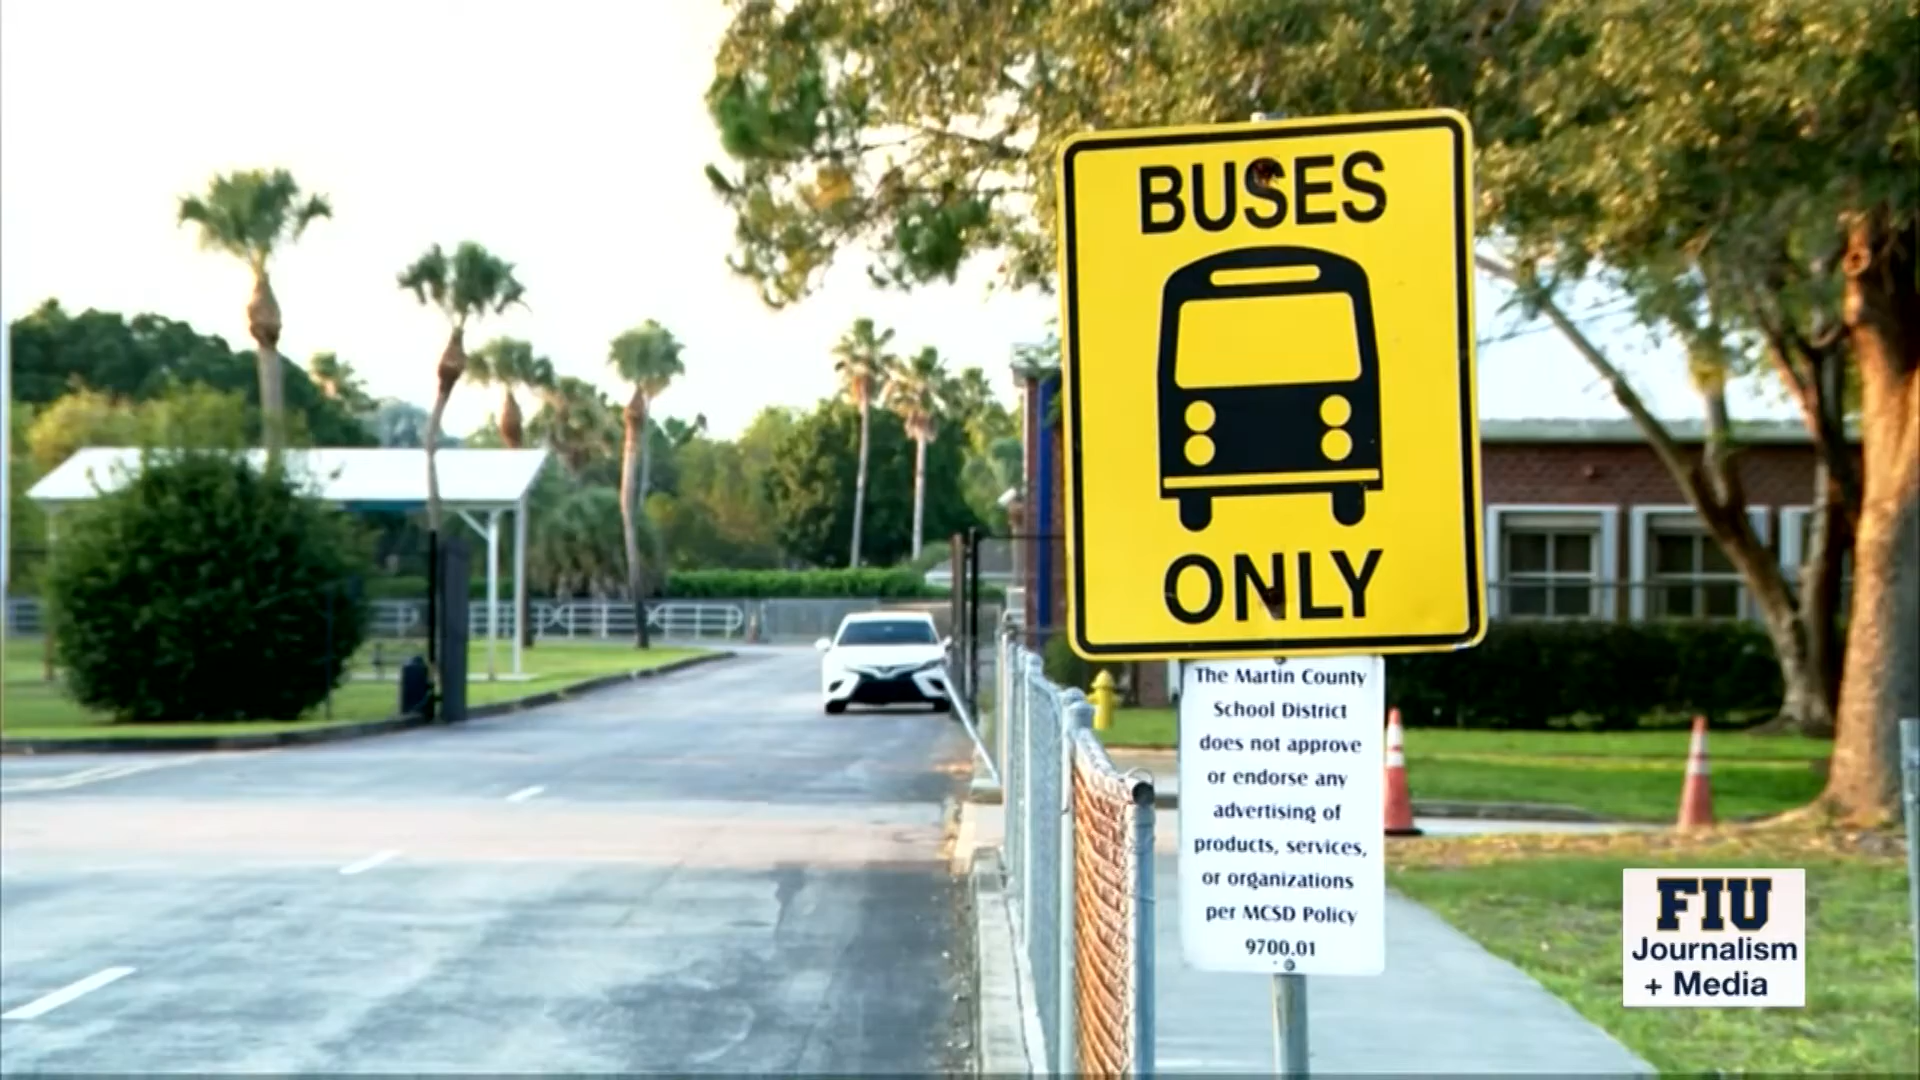 BUSES
ONLY
The Martin County
School District
does not approve
or endorse any
advertising of
products, services,
or organizations
per MCSD Policy
9700.01
FIU
Journalism
+ Media